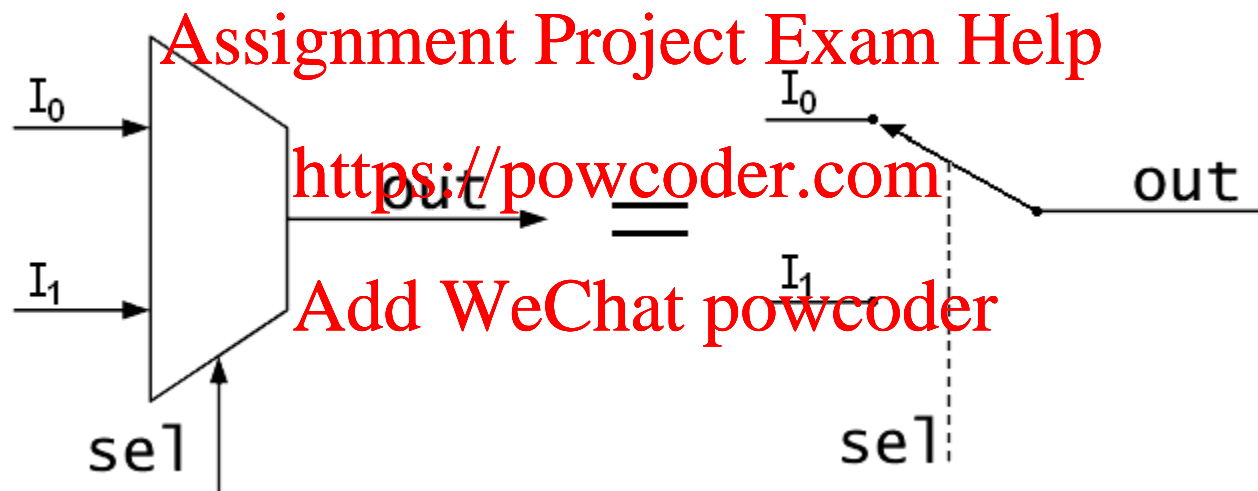 Assignment Project Exam Help
I0
I0
https://powcoder.com
out
=
out
I1
I1
Add WeChat powcoder
sel
sel